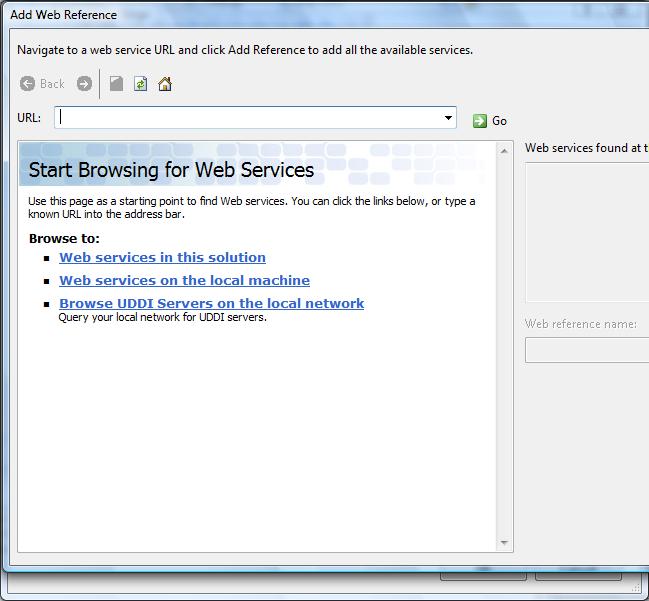 Add Web Reference
Navigate to a web service URL and click Add Reference to add all the available services.
Back
URL:
Go
Start Browsing for Web Services
Use this page as a starting point to find Web services. You can click the links below, or type a
known URL into the address bar.
Browse to:
Web services in this solution
Web services on the local machine
Browse UDDI Servers on the local network
Query your local network for UDDI servers.
Web services found at
Web reference name: